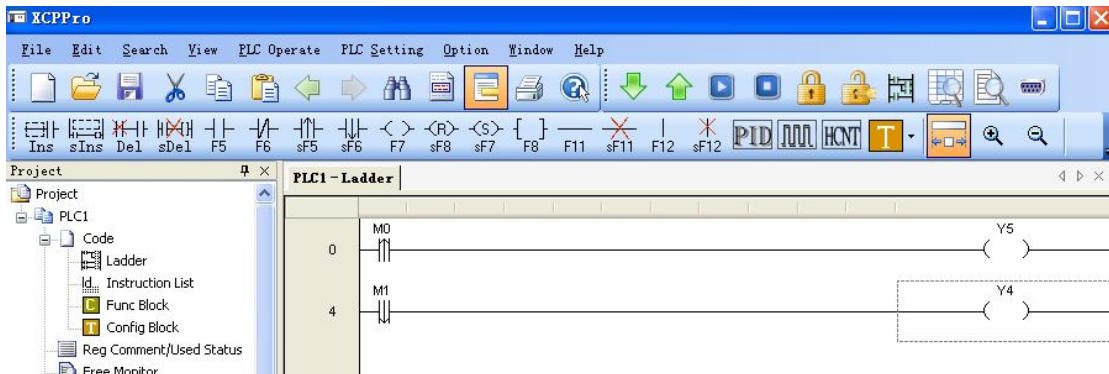 XCPPro
File Edit Search View PLC Operate PLC Setting Option Window Help
Ins sIns Del sDel F5 F6 sF5 sF6 F7 sF8 sF7 F8 F11 sF11 F12 sF12 PID HCNT T
Project
PLC1-Ladder
Project
PLC1
Code
Ladder
Instruction List
Func Block
Config Block
Reg Comment/Used Status
Free Monitor
M0 Y5
0
M1 Y4
4